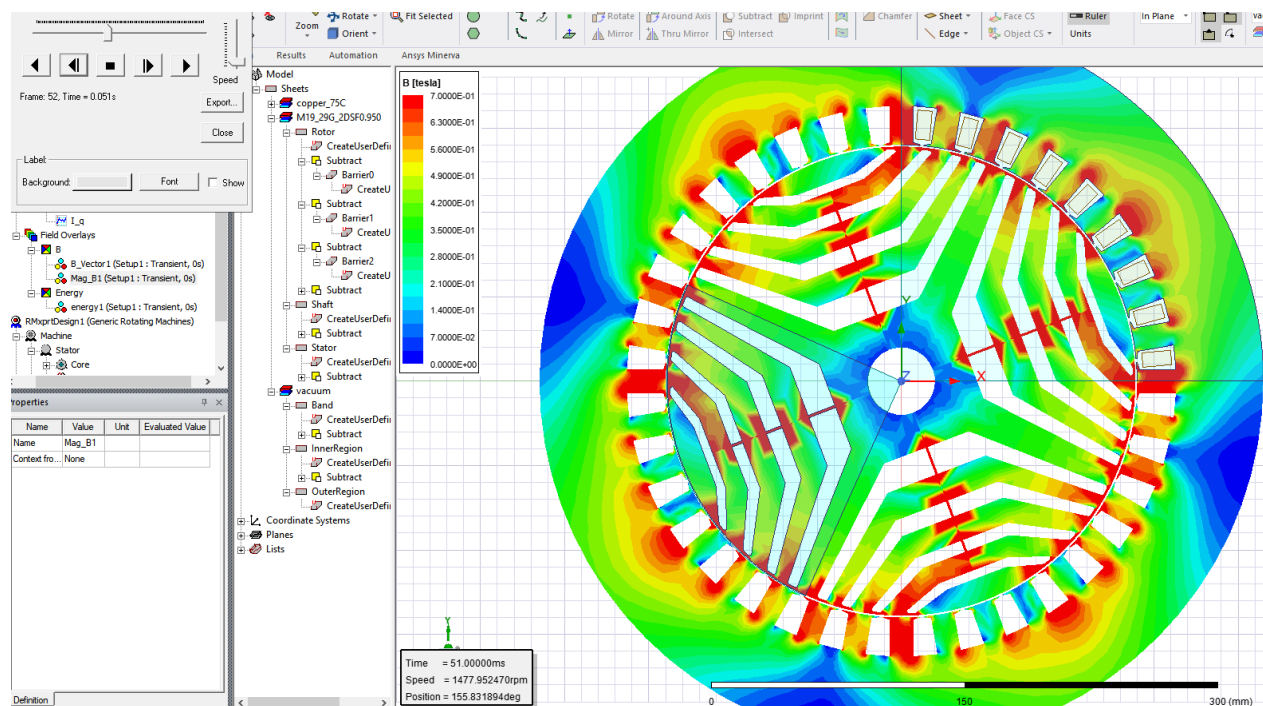 Rotate
Fit Selected
Rotate
Around Axis
Subtract
Imprint
Chamfer
Sheet
Face CS
Ruler
In Plane
Zoom
Orient
Mirror
Thru Mirror
Intersect
Edge
Object CS
Units
Results
Automation
Ansys Minerva
Speed
Frame: 52, Time = 0.051s
Export...
Close
Label:
Background:
Font
Show
I_q
Field Overlays
B
B_Vector1 (Setup1 : Transient, 0s)
Mag_B1 (Setup1 : Transient, 0s)
Energy
energy1 (Setup1 : Transient, 0s)
RMxprtDesign1 (Generic Rotating Machines)
Machine
Stator
Core
roperties
Name Value Unit Evaluated Value
Name Mag_B1
Context fro... None
Definition
Model
Sheets
copper_75C
M19_29G_2DSF0.950
Rotor
CreateUserDefi
Subtract
Barrier0
CreateU
Subtract
Barrier1
CreateU
Subtract
Barrier2
CreateU
Subtract
Shaft
CreateUserDefi
Subtract
Stator
CreateUserDefi
Subtract
vacuum
Band
CreateUserDefi
Subtract
InnerRegion
CreateUserDefi
Subtract
OuterRegion
CreateUserDefi
Coordinate Systems
Planes
Lists
B [tesla]
7.0000E-01
6.3000E-01
5.6000E-01
4.9000E-01
4.2000E-01
3.5000E-01
2.8000E-01
2.1000E-01
1.4000E-01
7.0000E-02
0.0000E+00
Y
Z
X
Y
Time = 51.00000ms
Speed = 1477.952470rpm
Position = 155.831894deg
0 150 300 (mm)